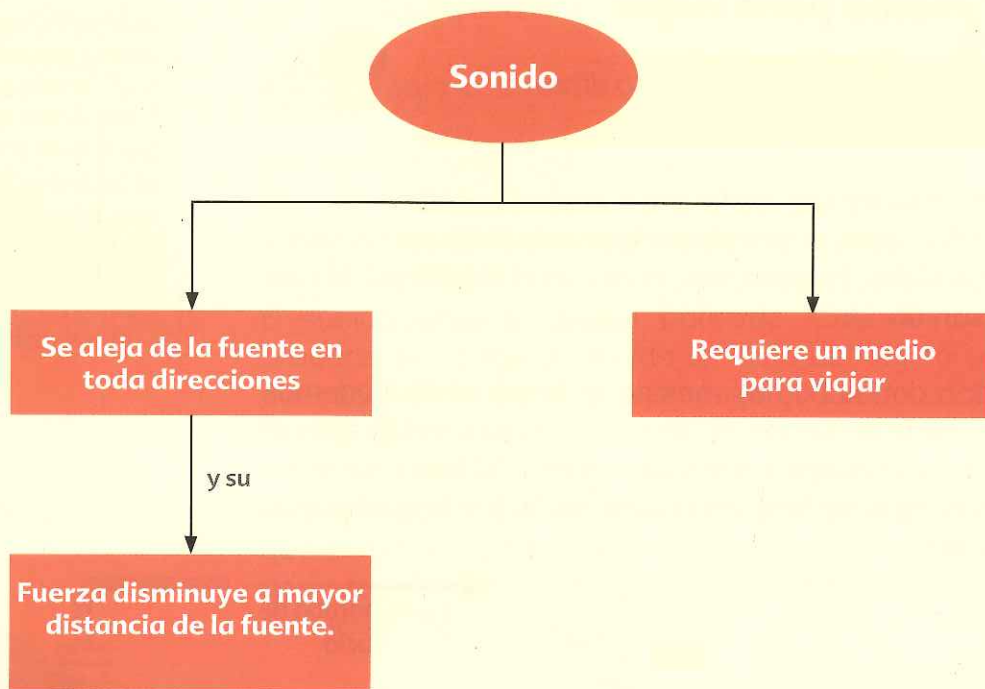 Sonido
Se aleja de la fuente en
toda direcciones
Requiere un medio
para viajar
y su
Fuerza disminuye a mayor
distancia de la fuente.